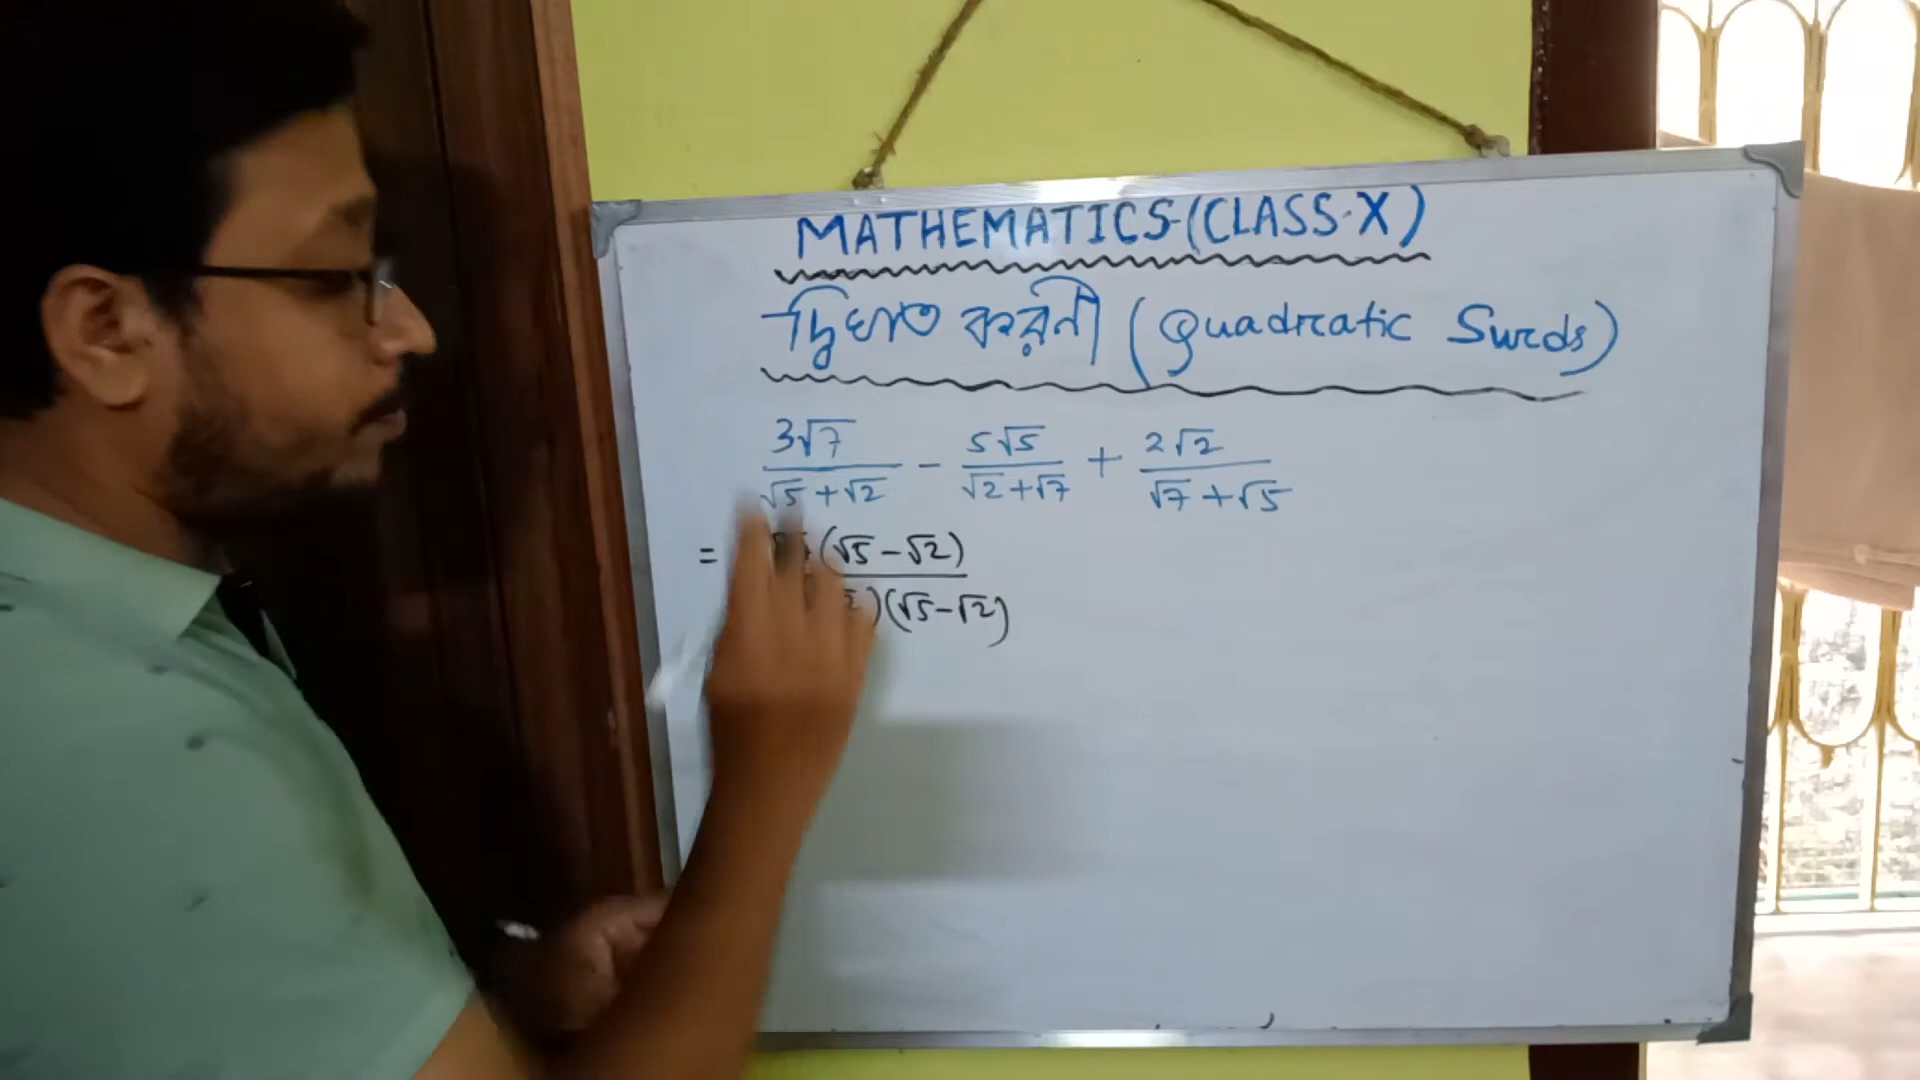 MATHEMATICS-(CLASS-X)
দ্বিঘাত করনী (Quadratic Surds)
3√7/(√5+√2) - 5√5/(√2+√7) + 2√2/(√7+√5)
= (√5-√2)
)(√5-√2)